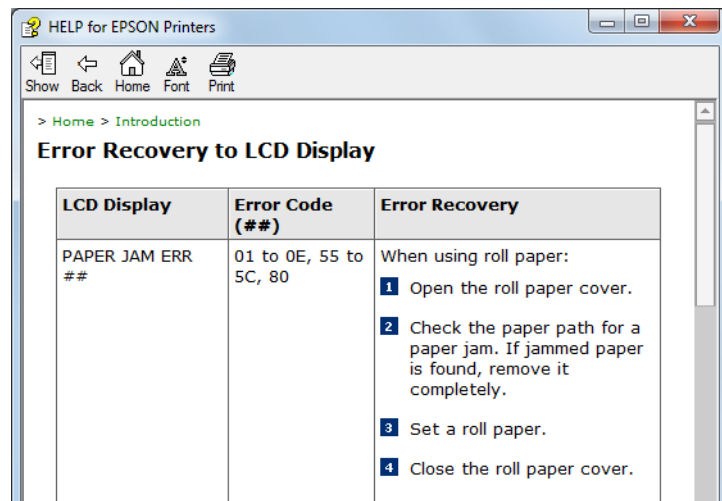 HELP for EPSON Printers
Show Back Home Font Print
> Home > Introduction
Error Recovery to LCD Display
LCD Display
Error Code
(##)
Error Recovery
PAPER JAM ERR
##
01 to 0E, 55 to
5C, 80
When using roll paper:
1 Open the roll paper cover.
2 Check the paper path for a
paper jam. If jammed paper
is found, remove it
completely.
3 Set a roll paper.
4 Close the roll paper cover.